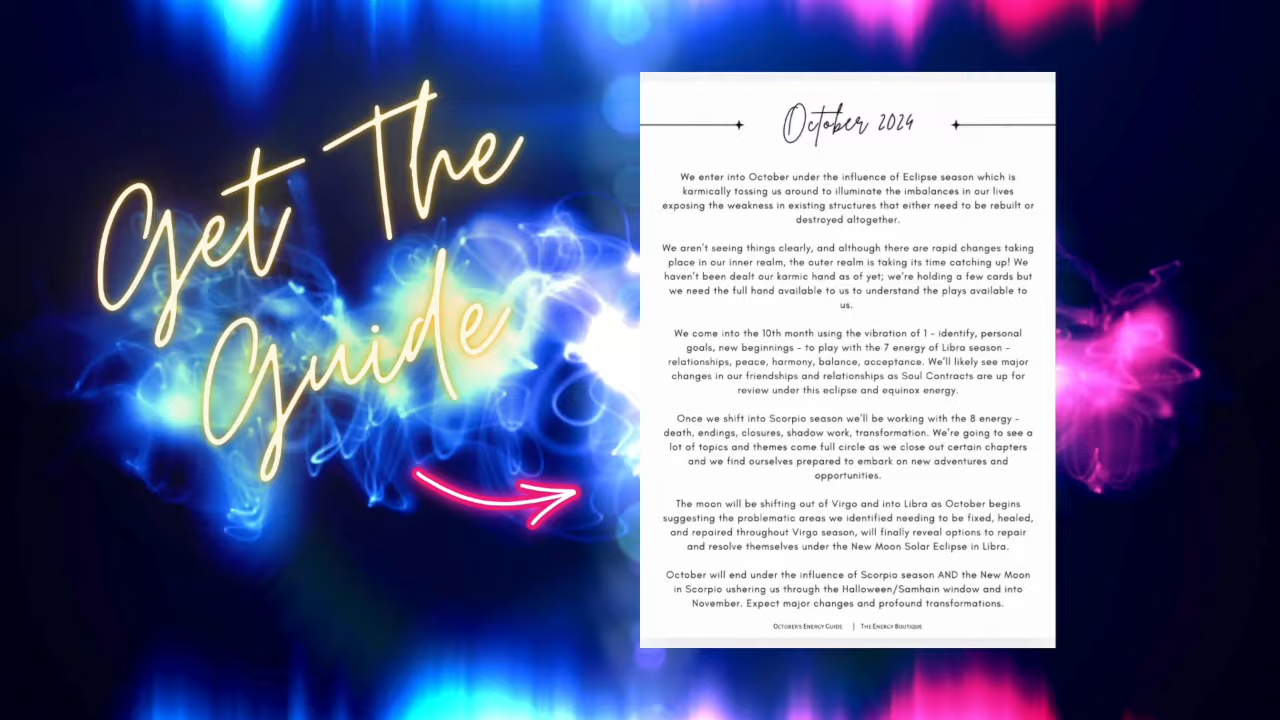 Get The
Guide
October 2024
We enter into October under the influence of Eclipse season which is
karmically tossing us around to illuminate the imbalances in our lives
exposing the weakness in existing structures that either need to be rebuilt or
destroyed altogether.
We aren't seeing things clearly, and although there are rapid changes taking
place in our inner realm, the outer realm is taking its time catching up! We
haven't been dealt our karmic hand as of yet; we're holding a few cards but
we need the full hand available to us to understand the plays available to
us.
We come into the 10th month using the vibration of 1 - identify, personal
goals, new beginnings - to play with the 7 energy of Libra season -
relationships, peace, harmony, balance, acceptance. We'll likely see major
changes in our friendships and relationships as Soul Contracts are up for
review under this eclipse and equinox energy.
Once we shift into Scorpio season we'll be working with the 8 energy -
death, endings, closures, shadow work, transformation. We're going to see a
lot of topics and themes come full circle as we close out certain chapters
and we find ourselves prepared to embark on new adventures and
opportunities.
The moon will be shifting out of Virgo and into Libra as October begins
suggesting the problematic areas we identified needing to be fixed, healed,
and repaired throughout Virgo season, will finally reveal options to repair
and resolve themselves under the New Moon Solar Eclipse in Libra.
October will end under the influence of Scorpio season AND the New Moon
in Scorpio ushering us through the Halloween/Samhain window and into
November. Expect major changes and profound transformations.
October's Energy Guide | The Energy Boutique